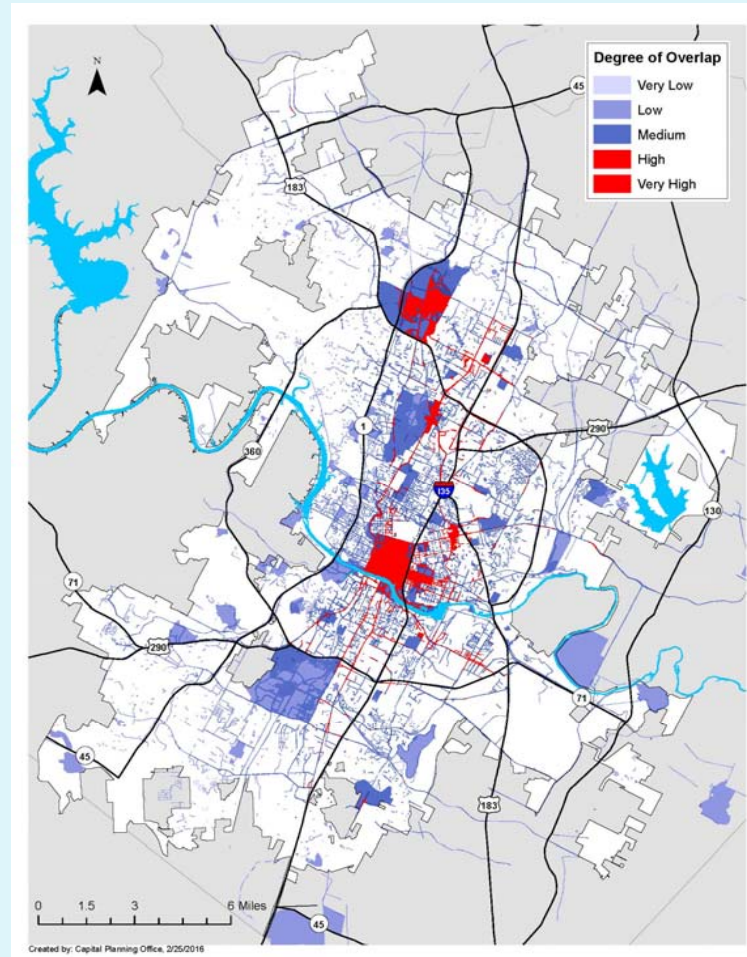 N
Degree of Overlap
Very Low
Low
Medium
High
Very High
45
183
1
290
360
I35
130
71
290
71
45
183
0 1.5 3 6 Miles
45
Created by: Capital Planning Office, 2/25/2016